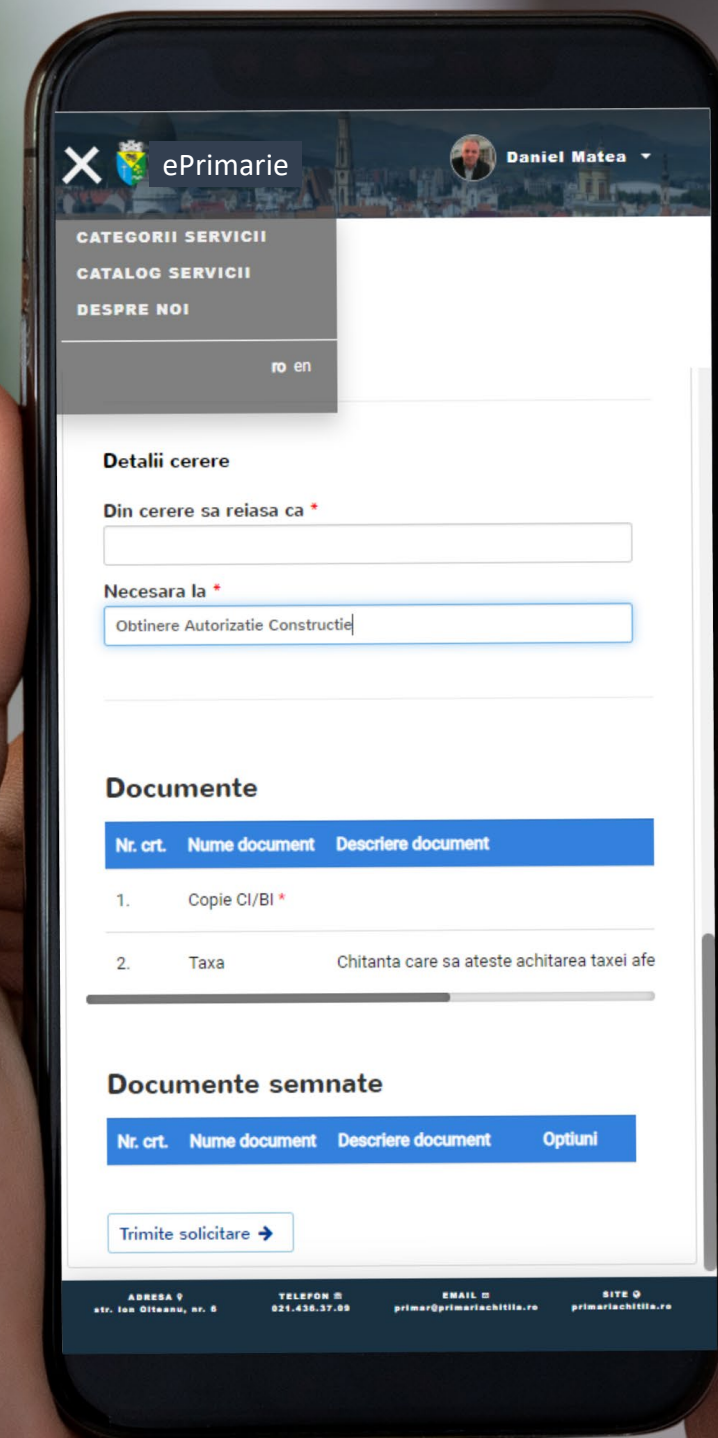 ePrimarie
Daniel Matea
CATEGORII SERVICII
CATALOG SERVICII
DESPRE NOI
ro en
Detalii cerere
Din cerere sa reiasa ca *
Necesara la *
Obtinere Autorizatie Constructie
Documente
Nr. crt. Nume document Descriere document
1. Copie CI/BI *
2. Taxa Chitanta care sa ateste achitarea taxei afe
Documente semnate
Nr. crt. Nume document Descriere document Optiuni
Trimite solicitare
ADRESA TELEFON EMAIL SITE
str. Ion Olteanu, nr. 6 021.436.37.09 primar@primariachitila.ro primariachitila.ro